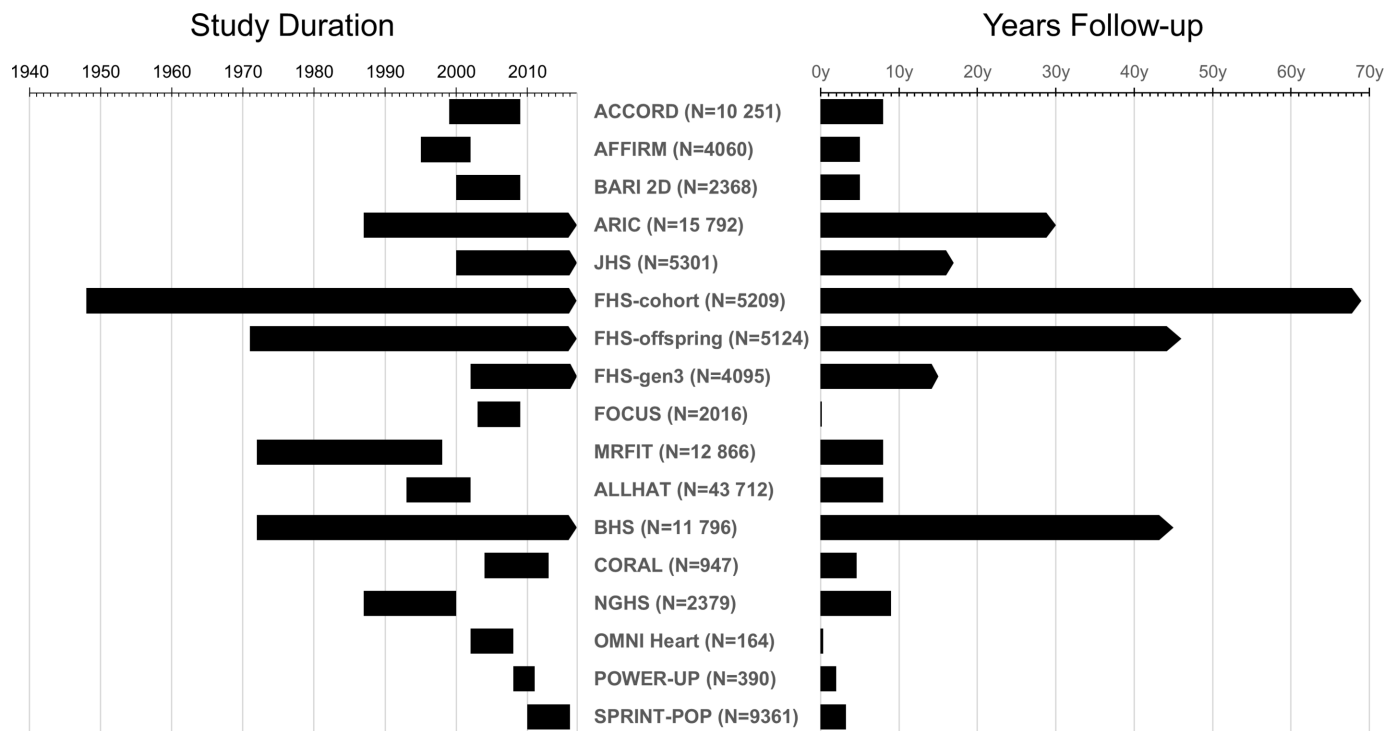 Study Duration
Years Follow-up
1940 1950 1960 1970 1980 1990 2000 2010
0y 10y 20y 30y 40y 50y 60y 70y
ACCORD (N=10 251)
AFFIRM (N=4060)
BARI 2D (N=2368)
ARIC (N=15 792)
JHS (N=5301)
FHS-cohort (N=5209)
FHS-offspring (N=5124)
FHS-gen3 (N=4095)
FOCUS (N=2016)
MRFIT (N=12 866)
ALLHAT (N=43 712)
BHS (N=11 796)
CORAL (N=947)
NGHS (N=2379)
OMNI Heart (N=164)
POWER-UP (N=390)
SPRINT-POP (N=9361)